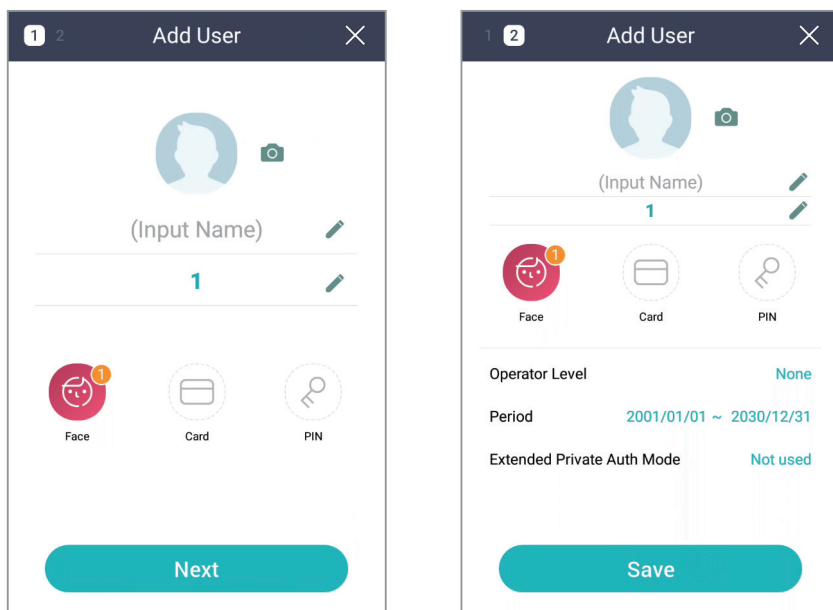 1 2 Add User
(Input Name)
1
1
Face Card PIN
Next
1 2 Add User
(Input Name)
1
1
Face Card PIN
Operator Level None
Period 2001/01/01 ~ 2030/12/31
Extended Private Auth Mode Not used
Save